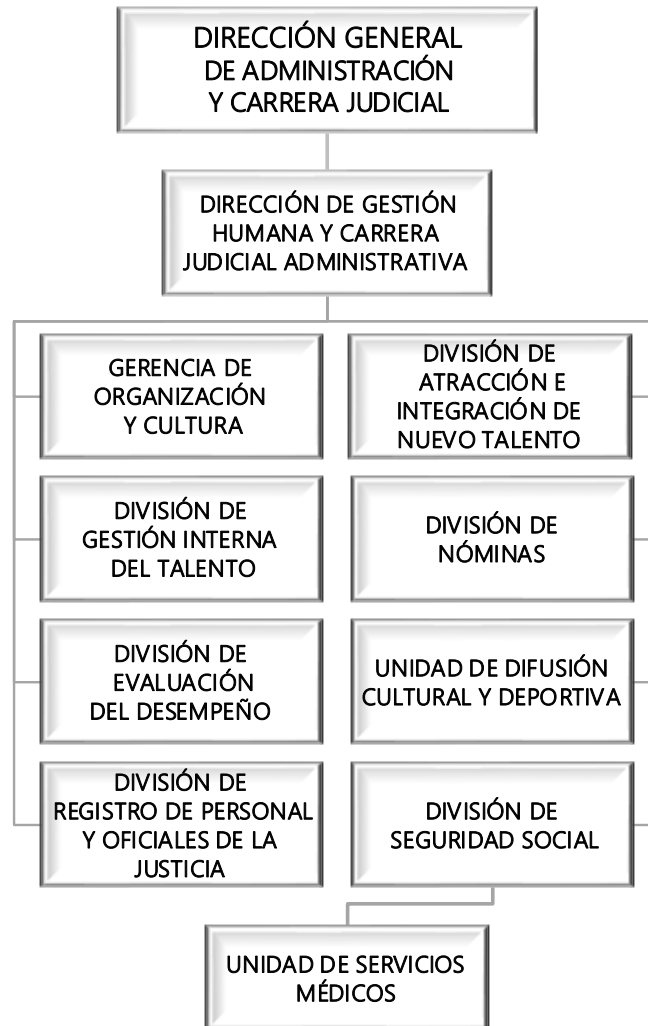 DIRECCIÓN GENERAL
DE ADMINISTRACIÓN
Y CARRERA JUDICIAL
DIRECCIÓN DE GESTIÓN
HUMANA Y CARRERA
JUDICIAL ADMINISTRATIVA
GERENCIA DE
ORGANIZACIÓN
Y CULTURA
DIVISIÓN DE
ATRACCIÓN E
INTEGRACIÓN DE
NUEVO TALENTO
DIVISIÓN DE
GESTIÓN INTERNA
DEL TALENTO
DIVISIÓN DE
NÓMINAS
DIVISIÓN DE
EVALUACIÓN
DEL DESEMPEÑO
UNIDAD DE DIFUSIÓN
CULTURAL Y DEPORTIVA
DIVISIÓN DE
REGISTRO DE PERSONAL
Y OFICIALES DE LA
JUSTICIA
DIVISIÓN DE
SEGURIDAD SOCIAL
UNIDAD DE SERVICIOS
MÉDICOS